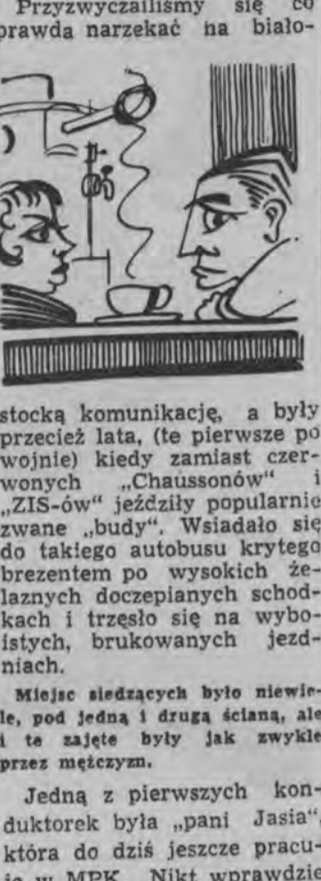 Przyzwyczailiśmy się co
prawda narzekać na biało-
stocką komunikację, a były
przecież lata, (te pierwsze po
wojnie) kiedy zamiast czer-
wonych „Chaussonów“ i
„ZIS-ów“ jeździły popularnie
zwane „budy“. Wsiadało się
do takiego autobusu krytego
brezentem po wysokich że-
laznych doczepianych schod-
kach i trzęsło się na wybo-
istych, brukowanych jezd-
niach.
Miejsc siedzących było niewie-
le, pod jedną i drugą ścianą, ale
i te zajęte były jak zwykle
przez mężczyzn.
Jedną z pierwszych kon-
duktorek była „pani Jasia“,
która do dziś jeszcze pracu-
je w MPK. Nikt wprawdzie